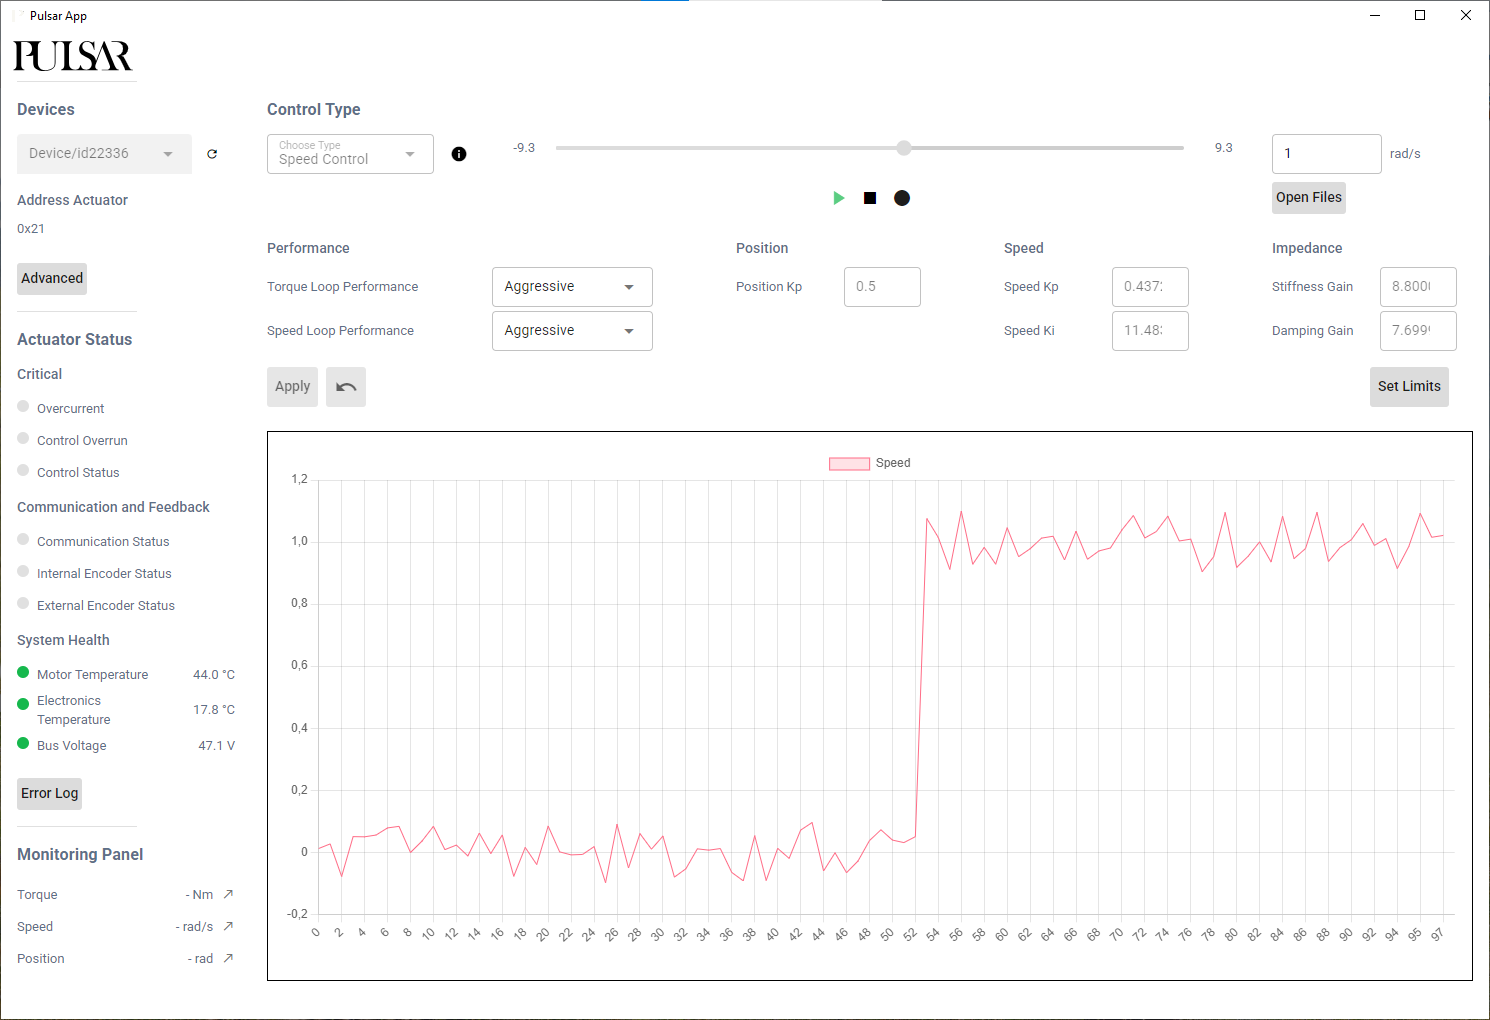 Pulsar App
PULSAR
Devices
Device/id22336
Address Actuator
0x21
Advanced
Actuator Status
Critical
Overcurrent
Control Overrun
Control Status
Communication and Feedback
Communication Status
Internal Encoder Status
External Encoder Status
System Health
Motor Temperature 44.0 °C
Electronics
Temperature 17.8 °C
Bus Voltage 47.1 V
Error Log
Monitoring Panel
Torque - Nm
Speed - rad/s
Position - rad
Control Type
Choose Type
Speed Control
-9.3 9.3 1 rad/s
Open Files
Performance Position Speed Impedance
Torque Loop Performance Aggressive Position Kp 0.5 Speed Kp 0.437 Stiffness Gain 8.800
Speed Loop Performance Aggressive Speed Ki 11.48 Damping Gain 7.699
Apply Set Limits
Speed
1,2
1,0
0,8
0,6
0,4
0,2
0
-0,2
0 2 4 6 8 10 12 14 16 18 20 22 24 26 28 30 32 34 36 38 40 42 44 46 48 50 52 54 56 58 60 62 64 66 68 70 72 74 76 78 80 82 84 86 88 90 92 94 95 97